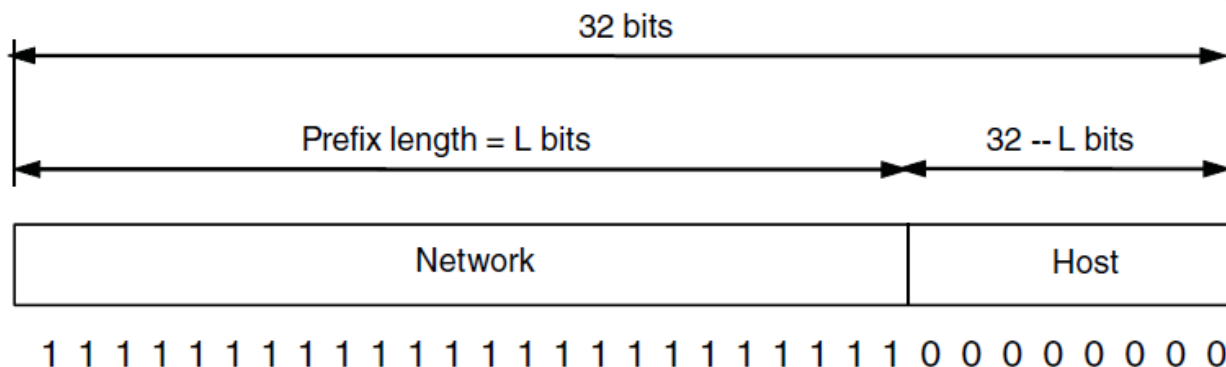 32 bits
Prefix length = L bits 32 -- L bits
Network Host
1 1 1 1 1 1 1 1 1 1 1 1 1 1 1 1 1 1 1 1 1 1 1 1 0 0 0 0 0 0 0 0